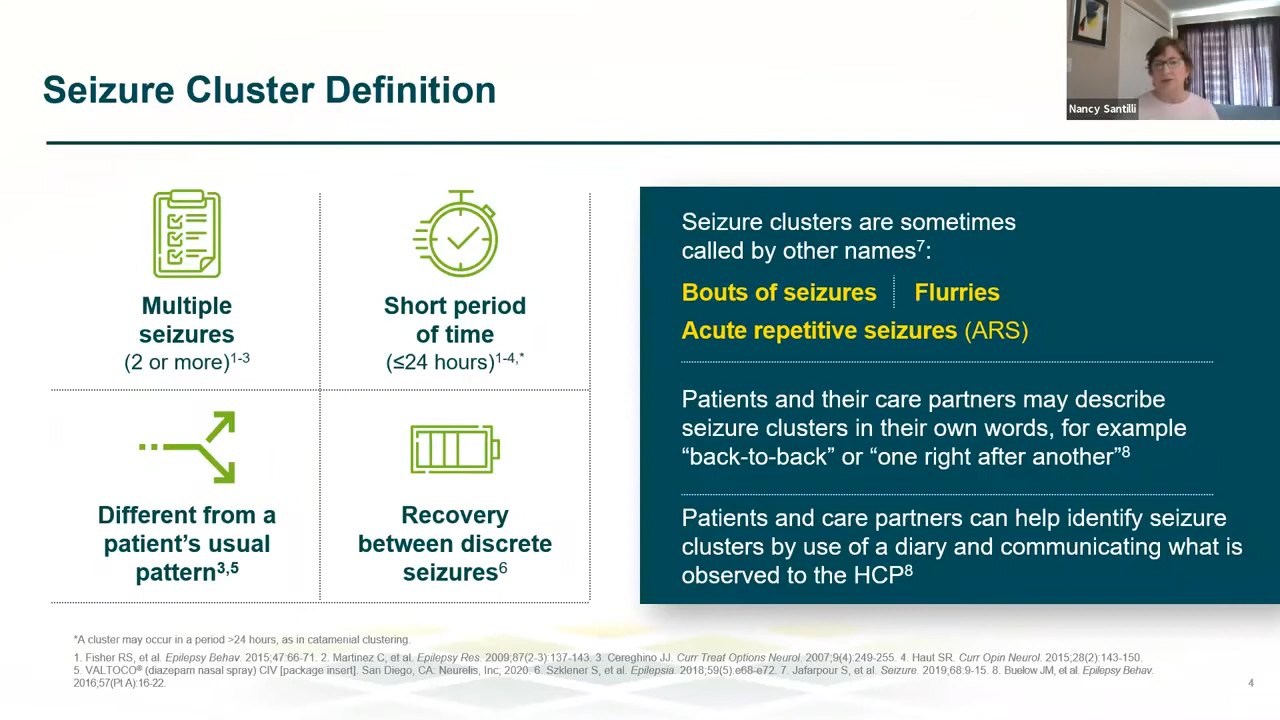 Nancy Santilli
Seizure Cluster Definition
Multiple
seizures
(2 or more)1-3
Short period
of time
(≤24 hours)1-4,*
Different from a
patient’s usual
pattern3,5
Recovery
between discrete
seizures6
Seizure clusters are sometimes
called by other names7:
Bouts of seizures Flurries
Acute repetitive seizures (ARS)
Patients and their care partners may describe
seizure clusters in their own words, for example
“back-to-back” or “one right after another”8
Patients and care partners can help identify seizure
clusters by use of a diary and communicating what is
observed to the HCP8
*A cluster may occur in a period >24 hours, as in catamenial clustering.
1. Fisher RS, et al. Epilepsy Behav. 2015;47:66-71. 2. Martinez C, et al. Epilepsy Res. 2009;87(2-3):137-143. 3. Cereghino JJ. Curr Treat Options Neurol. 2007;9(4):249-255. 4. Haut SR. Curr Opin Neurol. 2015;28(2):143-150.
5. VALTOCO® (diazepam nasal spray) CIV [package insert]. San Diego, CA: Neurelis, Inc; 2020. 6. Szklener S, et al. Epilepsia. 2018;59(5):e68-e72. 7. Jafarpour S, et al. Seizure. 2019;68:9-15. 8. Buelow JM, et al. Epilepsy Behav.
2016;57(Pt A):16-22.
4